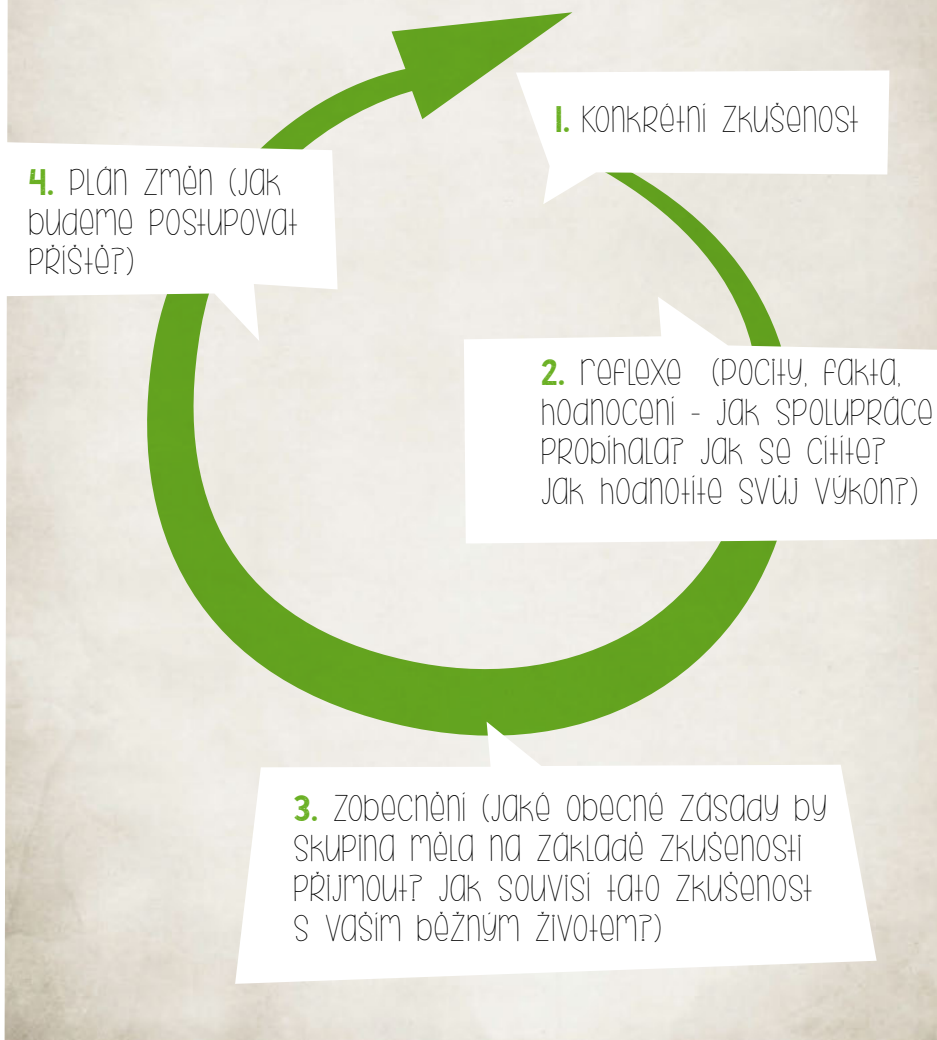 1. Konkrétní zkušenost
2. reflexe (pocity, fakta,
hodnocení - jak spolupráce
probíhala? Jak se cítíte?
Jak hodnotíte svůj výkon?)
3. Zobecnění (Jaké obecné zásady by
skupina měla na základě zkušenosti
přijmout? Jak souvisí tato zkušenost
s vaším běžným životem?)
4. Plán změn (Jak
budeme postupovat
příště?)